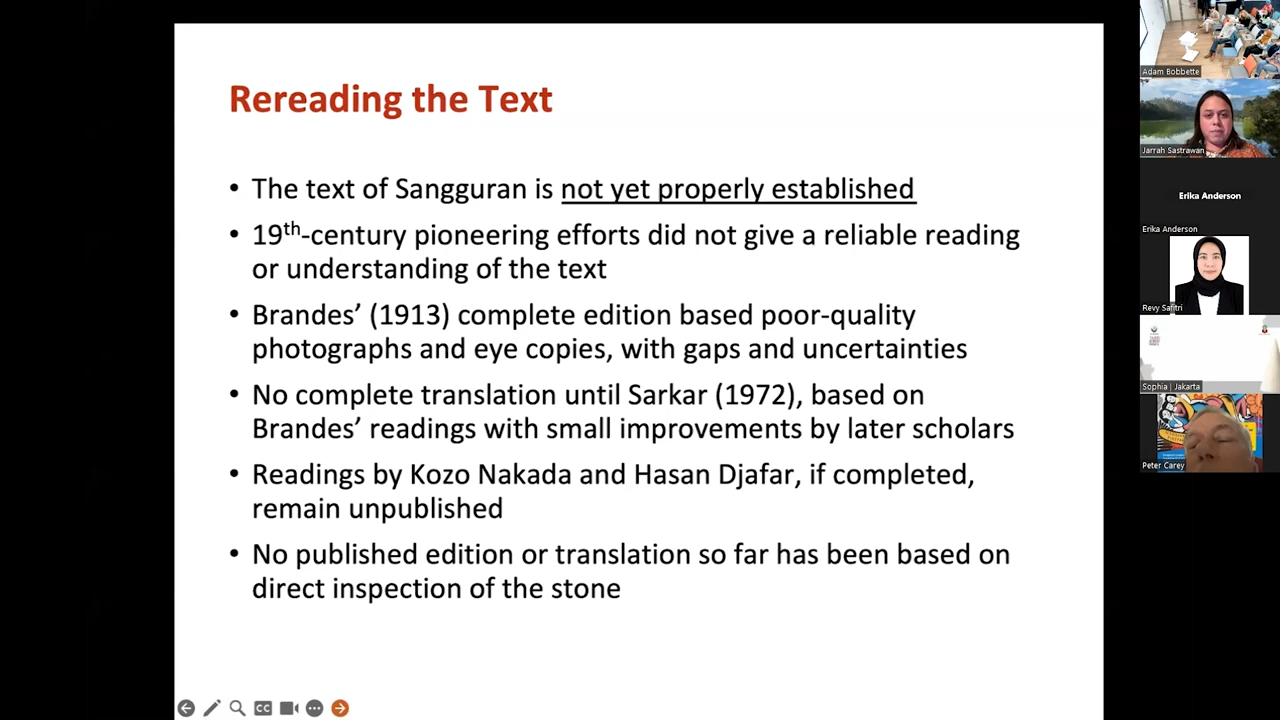 Rereading the Text
• The text of Sangguran is not yet properly established
• 19th-century pioneering efforts did not give a reliable reading
or understanding of the text
• Brandes’ (1913) complete edition based poor-quality
photographs and eye copies, with gaps and uncertainties
• No complete translation until Sarkar (1972), based on
Brandes’ readings with small improvements by later scholars
• Readings by Kozo Nakada and Hasan Djafar, if completed,
remain unpublished
• No published edition or translation so far has been based on
direct inspection of the stone
CC
Adam Bobbette
Jarrah Sastrawan
Erika Anderson
Erika Anderson
Revy Safitri
Sophia | Jakarta
Peter Carey